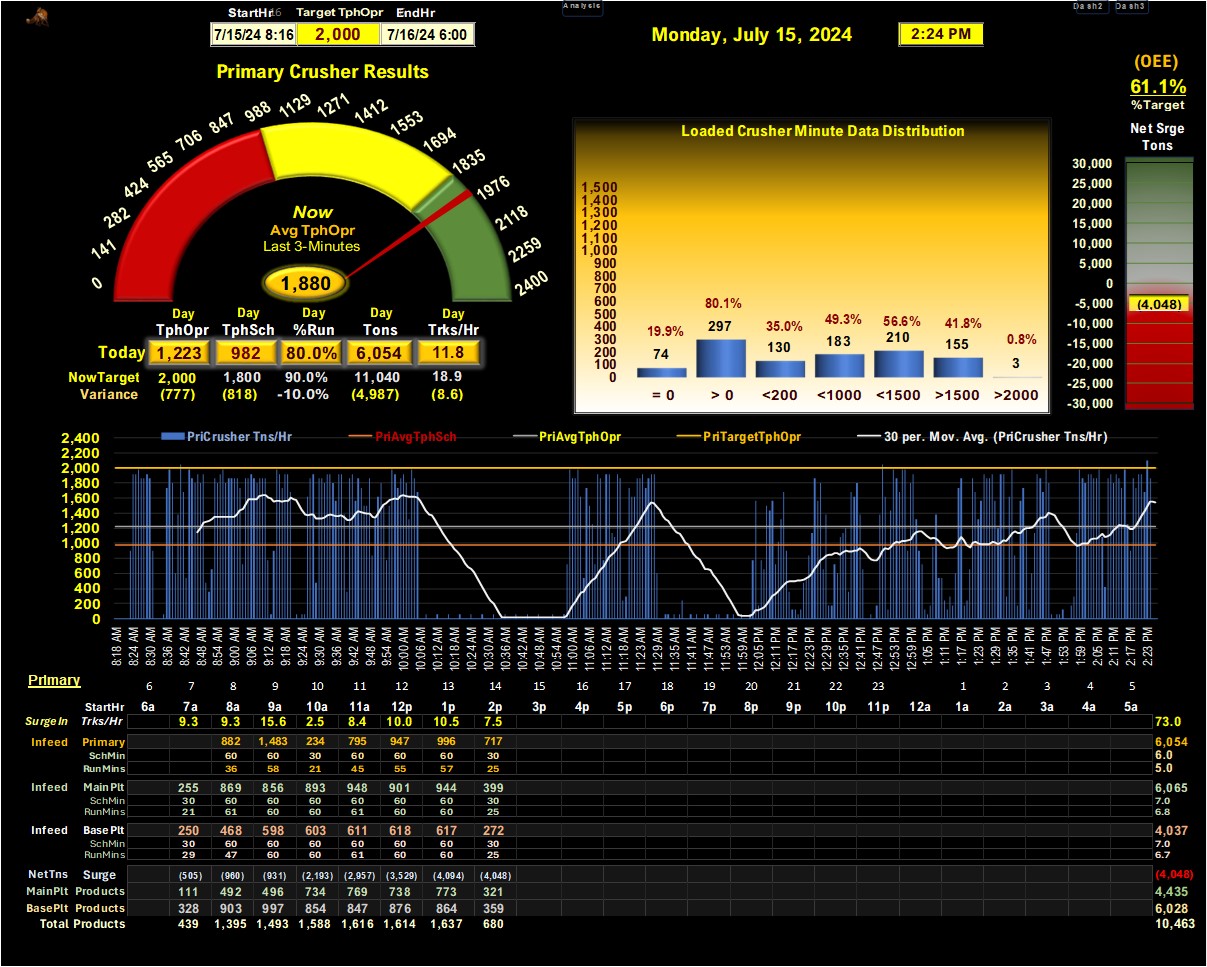 StartHr 16 Target TphOpr EndHr
7/15/24 8:16 2,000 7/16/24 6:00
Analysis
Dash2 Dash3
Monday, July 15, 2024
2:24 PM
Primary Crusher Results
0 141 282 424 565 706 847 988 1129 1271 1412 1553 1694 1835 1976 2118 2259 2400
Now
Avg TphOpr
Last 3-Minutes
1,880
Day Day Day Day Day
TphOpr TphSch %Run Tons Trks/Hr
Today 1,223 982 80.0% 6,054 11.8
NowTarget 2,000 1,800 90.0% 11,040 18.9
Variance (777) (818) -10.0% (4,987) (8.6)
Loaded Crusher Minute Data Distribution
1,500
1,400
1,300
1,200
1,100
1,000
900
800
700
600
500
400
300
200
100
0
19.9% 80.1% 35.0% 49.3% 56.6% 41.8% 0.8%
74 297 130 183 210 155 3
= 0 > 0 <200 <1000 <1500 >1500 >2000
(OEE)
61.1%
%Target
Net Srge
Tons
30,000
25,000
20,000
15,000
10,000
5,000
0
-5,000
-10,000
-15,000
-20,000
-25,000
-30,000
(4,048)
PriCrusher Tns/Hr PriAvgTphSch PriAvgTphOpr PriTargetTphOpr 30 per. Mov. Avg. (PriCrusher Tns/Hr)
2,400
2,200
2,000
1,800
1,600
1,400
1,200
1,000
800
600
400
200
0
8:18 AM 8:24 AM 8:30 AM 8:36 AM 8:42 AM 8:48 AM 8:54 AM 9:00 AM 9:06 AM 9:12 AM 9:18 AM 9:24 AM 9:30 AM 9:36 AM 9:42 AM 9:48 AM 9:54 AM 10:00 AM 10:06 AM 10:12 AM 10:18 AM 10:24 AM 10:30 AM 10:36 AM 10:42 AM 10:48 AM 10:54 AM 11:00 AM 11:06 AM 11:12 AM 11:18 AM 11:23 AM 11:29 AM 11:35 AM 11:41 AM 11:47 AM 11:53 AM 11:59 AM 12:05 PM 12:11 PM 12:17 PM 12:23 PM 12:29 PM 12:35 PM 12:41 PM 12:47 PM 12:53 PM 12:59 PM 1:05 PM 1:11 PM 1:17 PM 1:23 PM 1:29 PM 1:35 PM 1:41 PM 1:47 PM 1:53 PM 1:59 PM 2:05 PM 2:11 PM 2:17 PM 2:23 PM
Primary
6 7 8 9 10 11 12 13 14 15 16 17 18 19 20 21 22 23 1 2 3 4 5
StartHr 6a 7a 8a 9a 10a 11a 12p 1p 2p 3p 4p 5p 6p 7p 8p 9p 10p 11p 12a 1a 2a 3a 4a 5a
SurgeIn Trks/Hr 9.3 9.3 15.6 2.5 8.4 10.0 10.5 7.5 73.0
Infeed Primary 882 1,483 234 795 947 996 717 6,054
SchMin 60 60 30 60 60 60 30 6.0
RunMins 36 58 21 45 55 57 25 5.0
Infeed Main Plt 255 869 856 893 948 901 944 399 6,065
SchMin 30 60 60 60 60 60 60 30 7.0
RunMins 21 61 60 60 61 60 60 25 6.8
Infeed Base Plt 250 468 598 603 611 618 617 272 4,037
SchMin 30 60 60 60 60 60 60 30 7.0
RunMins 29 47 60 60 61 60 60 25 6.7
NetTns Surge (505) (960) (931) (2,193) (2,957) (3,529) (4,094) (4,048) (4,048)
MainPlt Products 111 492 496 734 769 738 773 321 4,435
BasePlt Products 328 903 997 854 847 876 864 359 6,028
Total Products 439 1,395 1,493 1,588 1,616 1,614 1,637 680 10,463